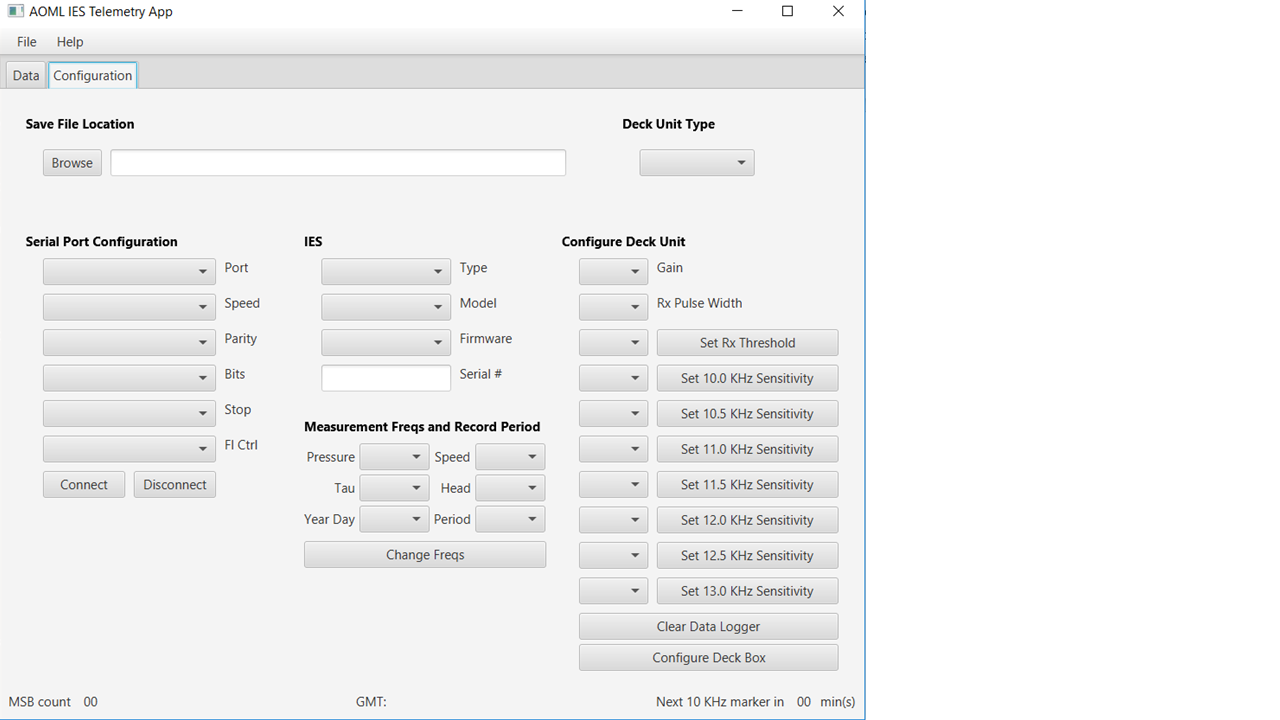 AOML IES Telemetry App
File Help
Data Configuration
Save File Location
Deck Unit Type
Browse
Serial Port Configuration
Port
Speed
Parity
Bits
Stop
Fl Ctrl
Connect Disconnect
IES
Type
Model
Firmware
Serial #
Measurement Freqs and Record Period
Pressure Speed
Tau Head
Year Day Period
Change Freqs
Configure Deck Unit
Gain
Rx Pulse Width
Set Rx Threshold
Set 10.0 KHz Sensitivity
Set 10.5 KHz Sensitivity
Set 11.0 KHz Sensitivity
Set 11.5 KHz Sensitivity
Set 12.0 KHz Sensitivity
Set 12.5 KHz Sensitivity
Set 13.0 KHz Sensitivity
Clear Data Logger
Configure Deck Box
MSB count 00 GMT: Next 10 KHz marker in 00 min(s)